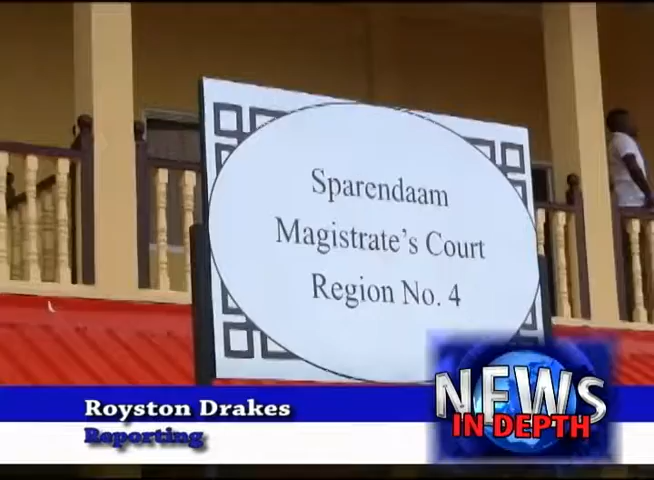 Sparendaam
Magistrate's Court
Region No. 4
Royston Drakes
Reporting
NEWS
IN DEPTH